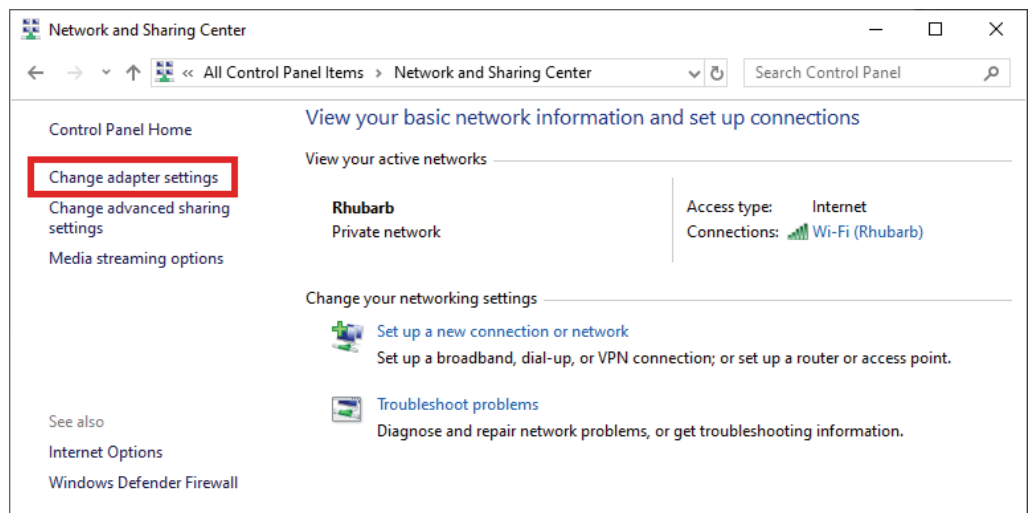 Network and Sharing Center
« All Control Panel Items > Network and Sharing Center
Search Control Panel
Control Panel Home
Change adapter settings
Change advanced sharing
settings
Media streaming options
See also
Internet Options
Windows Defender Firewall
View your basic network information and set up connections
View your active networks
Rhubarb
Private network
Access type: Internet
Connections: Wi-Fi (Rhubarb)
Change your networking settings
Set up a new connection or network
Set up a broadband, dial-up, or VPN connection; or set up a router or access point.
Troubleshoot problems
Diagnose and repair network problems, or get troubleshooting information.